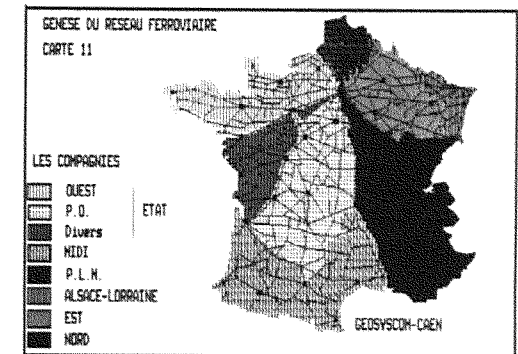 GENESE DU RESEAU FERROVIAIRE
CARTE 11
LES COMPAGNIES
OUEST
P.O.
ETAT
Divers
MIDI
P.L.M.
ALSACE-LORRAINE
EST
NORD
GEOSYSCOM-CAEN